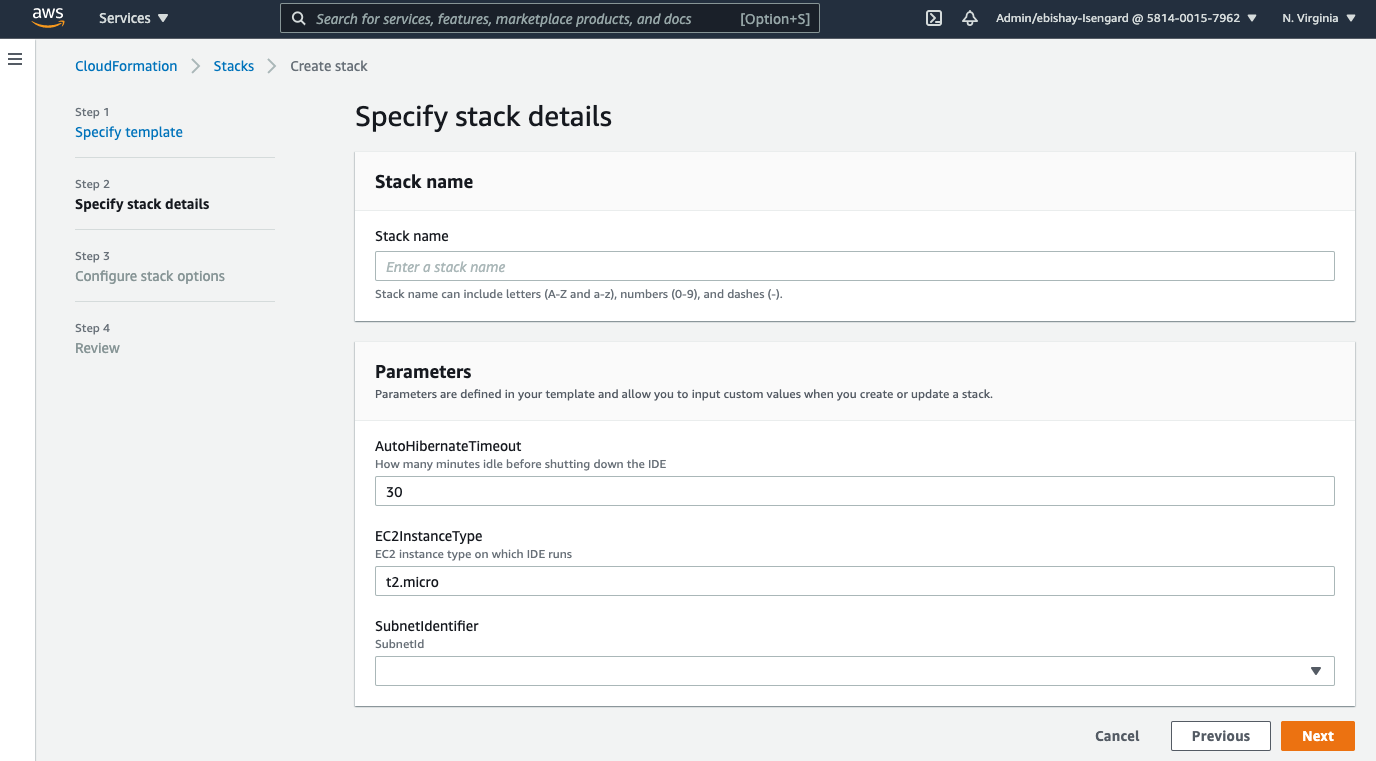 aws
Services
Search for services, features, marketplace products, and docs
[Option+S]
Admin/ebishay-Isengard @ 5814-0015-7962
N. Virginia
CloudFormation
Stacks
Create stack
Step 1
Specify template
Step 2
Specify stack details
Step 3
Configure stack options
Step 4
Review
Specify stack details
Stack name
Stack name
Enter a stack name
Stack name can include letters (A-Z and a-z), numbers (0-9), and dashes (-).
Parameters
Parameters are defined in your template and allow you to input custom values when you create or update a stack.
AutoHibernateTimeout
How many minutes idle before shutting down the IDE
30
EC2InstanceType
EC2 instance type on which IDE runs
t2.micro
SubnetIdentifier
SubnetId
Cancel
Previous
Next